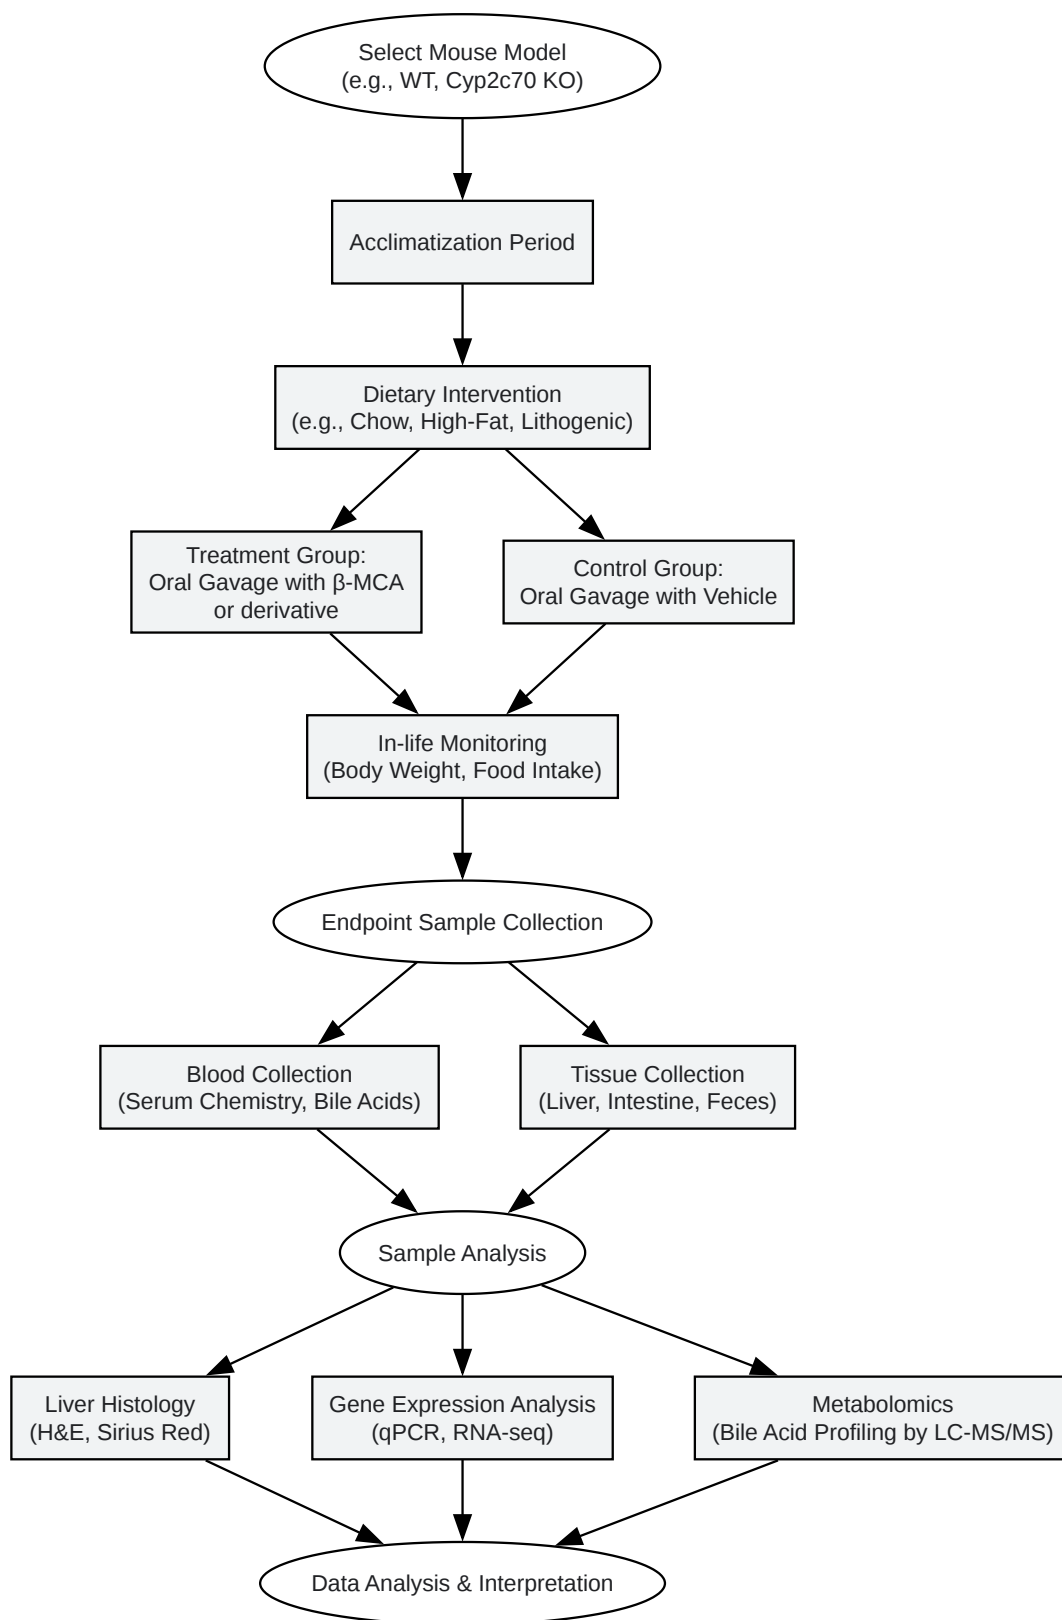 Select Mouse Model
(e.g., WT, Cyp2c70 KO)
Acclimatization Period
Dietary Intervention
(e.g., Chow, High-Fat, Lithogenic)
Treatment Group:
Oral Gavage with β-MCA
or derivative
Control Group:
Oral Gavage with Vehicle
In-life Monitoring
(Body Weight, Food Intake)
Endpoint Sample Collection
Blood Collection
(Serum Chemistry, Bile Acids)
Tissue Collection
(Liver, Intestine, Feces)
Sample Analysis
Liver Histology
(H&E, Sirius Red)
Gene Expression Analysis
(qPCR, RNA-seq)
Metabolomics
(Bile Acid Profiling by LC-MS/MS)
Data Analysis & Interpretation